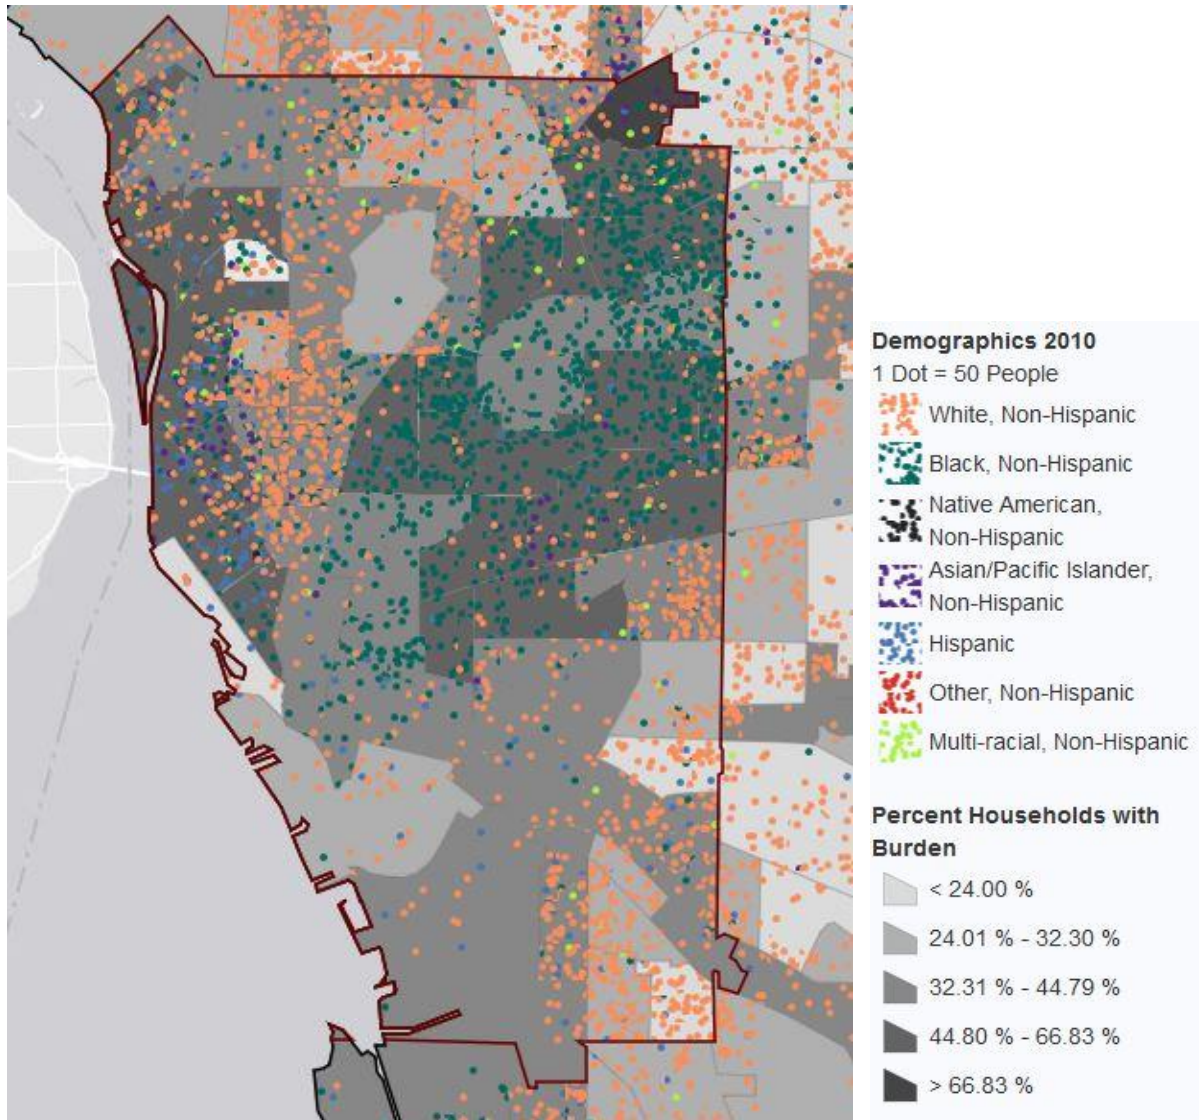 Demographics 2010
1 Dot = 50 People
White, Non-Hispanic
Black, Non-Hispanic
Native American,
Non-Hispanic
Asian/Pacific Islander,
Non-Hispanic
Hispanic
Other, Non-Hispanic
Multi-racial, Non-Hispanic
Percent Households with
Burden
< 24.00 %
24.01 % - 32.30 %
32.31 % - 44.79 %
44.80 % - 66.83 %
> 66.83 %